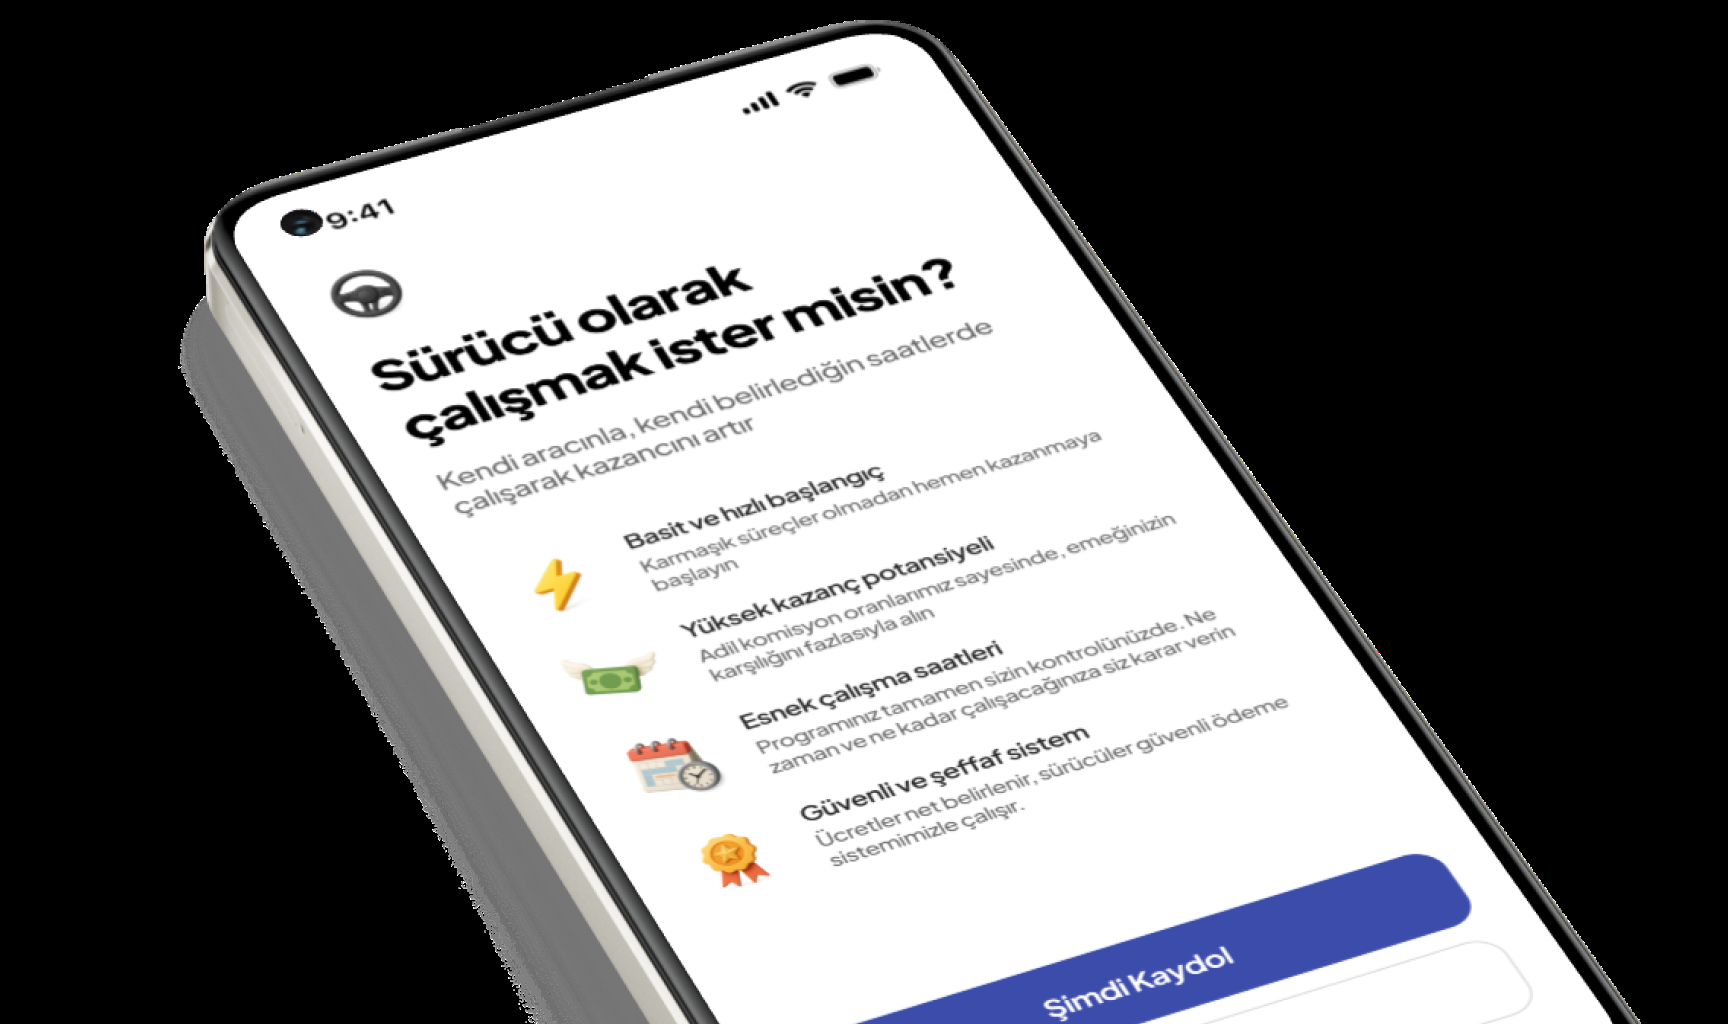 9:41
Sürücü olarak
çalışmak ister misin?
Kendi aracınla, kendi belirlediğin saatlerde
çalışarak kazancını artır
Basit ve hızlı başlangıç
Karmaşık süreçler olmadan hemen kazanmaya
başlayın
Yüksek kazanç potansiyeli
Adil komisyon oranlarımız sayesinde, emeğinizin
karşılığını fazlasıyla alın
Esnek çalışma saatleri
Programınız tamamen sizin kontrolünüzde. Ne
zaman ve ne kadar çalışacağınıza siz karar verin
Güvenli ve şeffaf sistem
Ücretler net belirlenir, sürücüler güvenli ödeme
sistemimizle çalışır.
Şimdi Kaydol